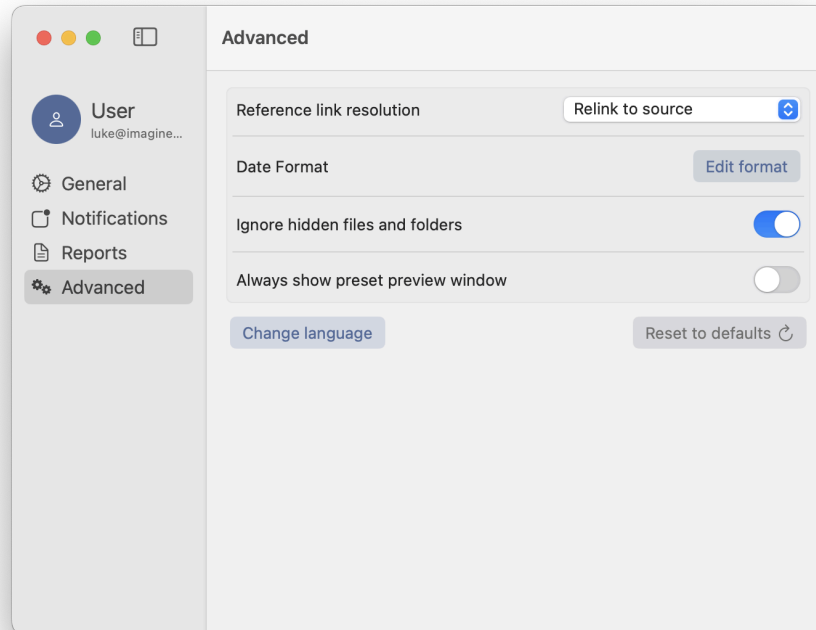 Advanced
User
luke@imagine...
General
Notifications
Reports
Advanced
Reference link resolution
Relink to source
Date Format
Edit format
Ignore hidden files and folders
Always show preset preview window
Change language
Reset to defaults